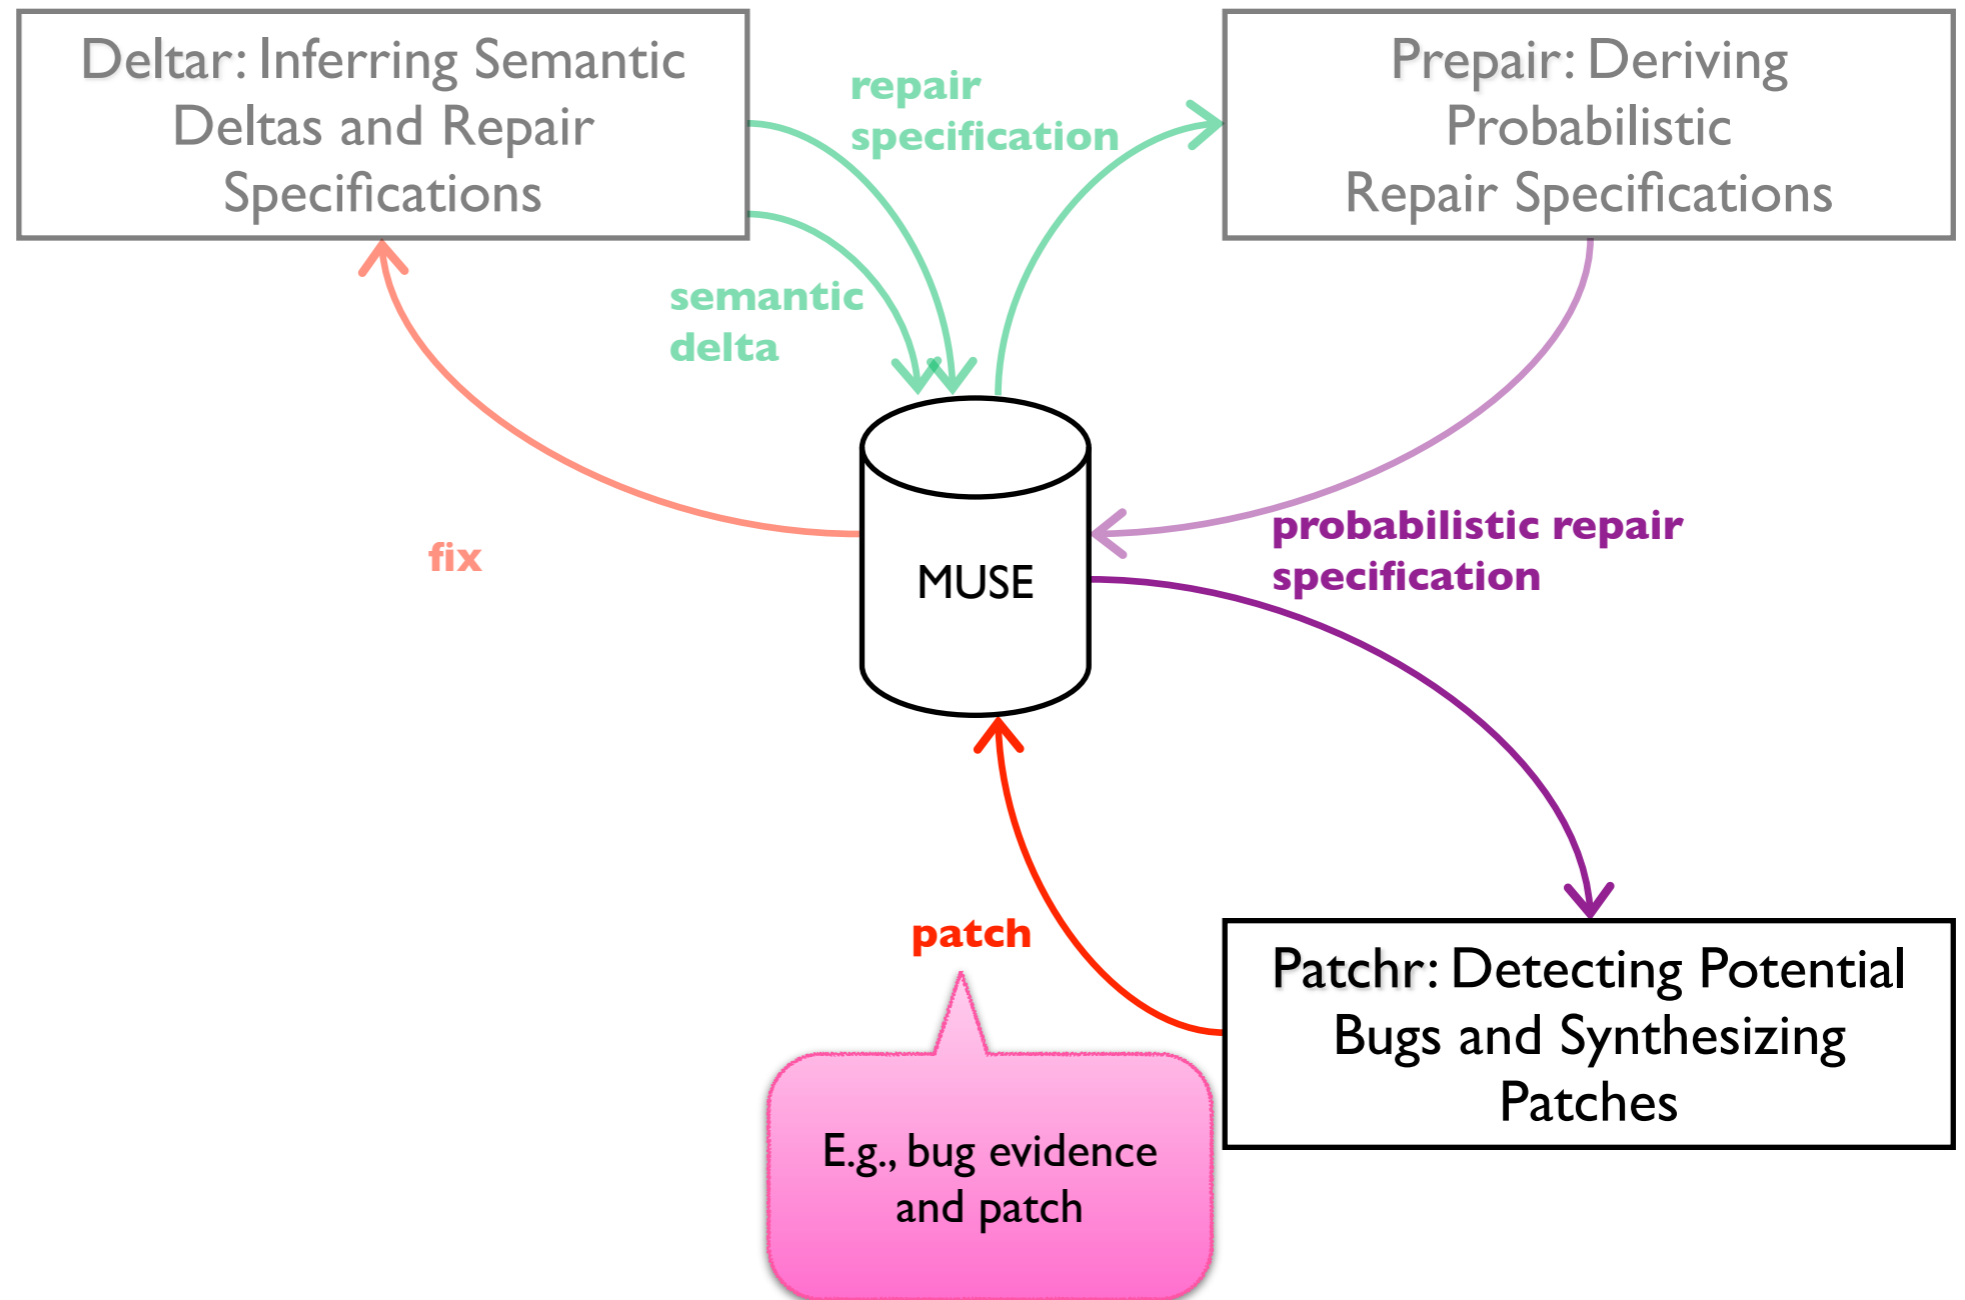 Deltar: Inferring Semantic
Deltas and Repair
Specifications
repair
specification
Prepair: Deriving
Probabilistic
Repair Specifications
semantic
delta
fix
MUSE
probabilistic repair
specification
patch
Patchr: Detecting Potential
Bugs and Synthesizing
Patches
E.g., bug evidence
and patch